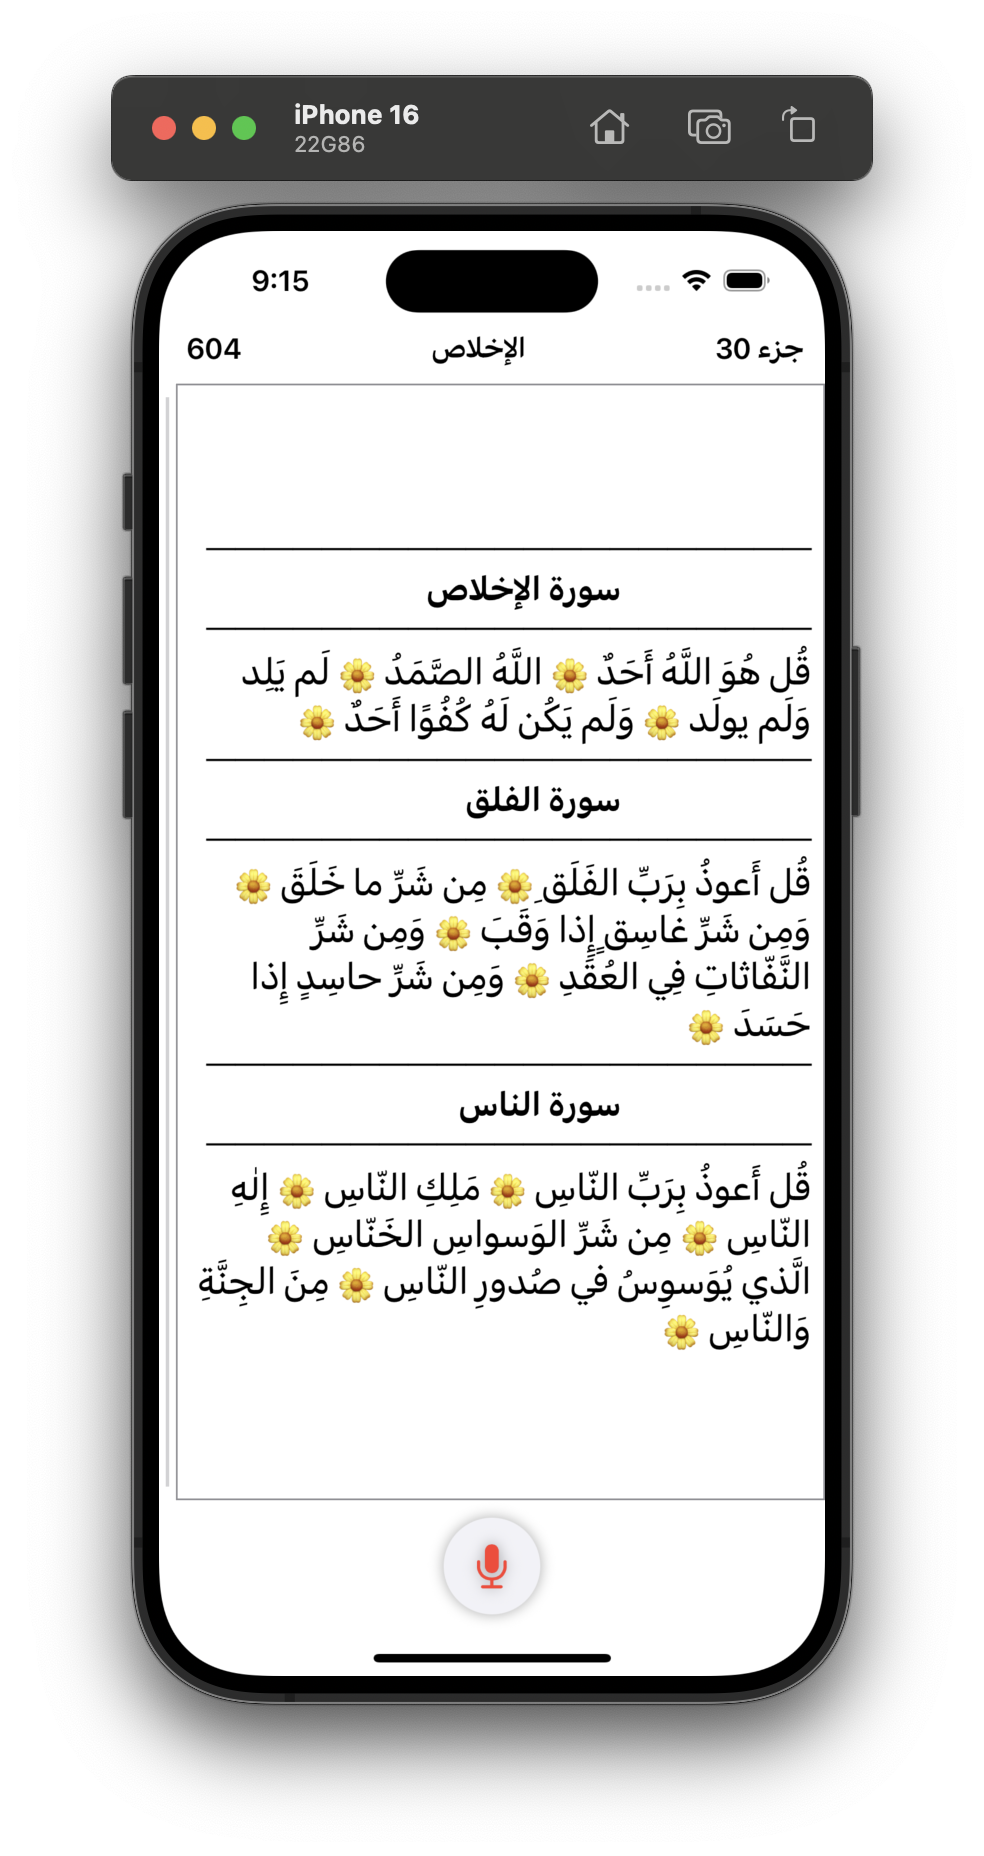 iPhone 16
22G86
9:15
604 الإخلاص جزء 30
سورة الإخلاص
قُل هُوَ اللَّهُ أَحَدٌ 🌼 اللَّهُ الصَّمَدُ 🌼 لَم يَلِد
وَلَم يولَد 🌼 وَلَم يَكُن لَهُ كُفُوًا أَحَدٌ 🌼
سورة الفلق
قُل أَعوذُ بِرَبِّ الفَلَقِ 🌼 مِن شَرِّ ما خَلَقَ 🌼
وَمِن شَرِّ غاسِقٍ إِذا وَقَبَ 🌼 وَمِن شَرِّ
النَّفّاثاتِ فِي العُقَدِ 🌼 وَمِن شَرِّ حاسِدٍ إِذا
حَسَدَ 🌼
سورة الناس
قُل أَعوذُ بِرَبِّ النّاسِ 🌼 مَلِكِ النّاسِ 🌼 إِلٰهِ
النّاسِ 🌼 مِن شَرِّ الوَسواسِ الخَنّاسِ 🌼
الَّذي يُوَسوِسُ في صُدورِ النّاسِ 🌼 مِنَ الجِنَّةِ
وَالنّاسِ 🌼